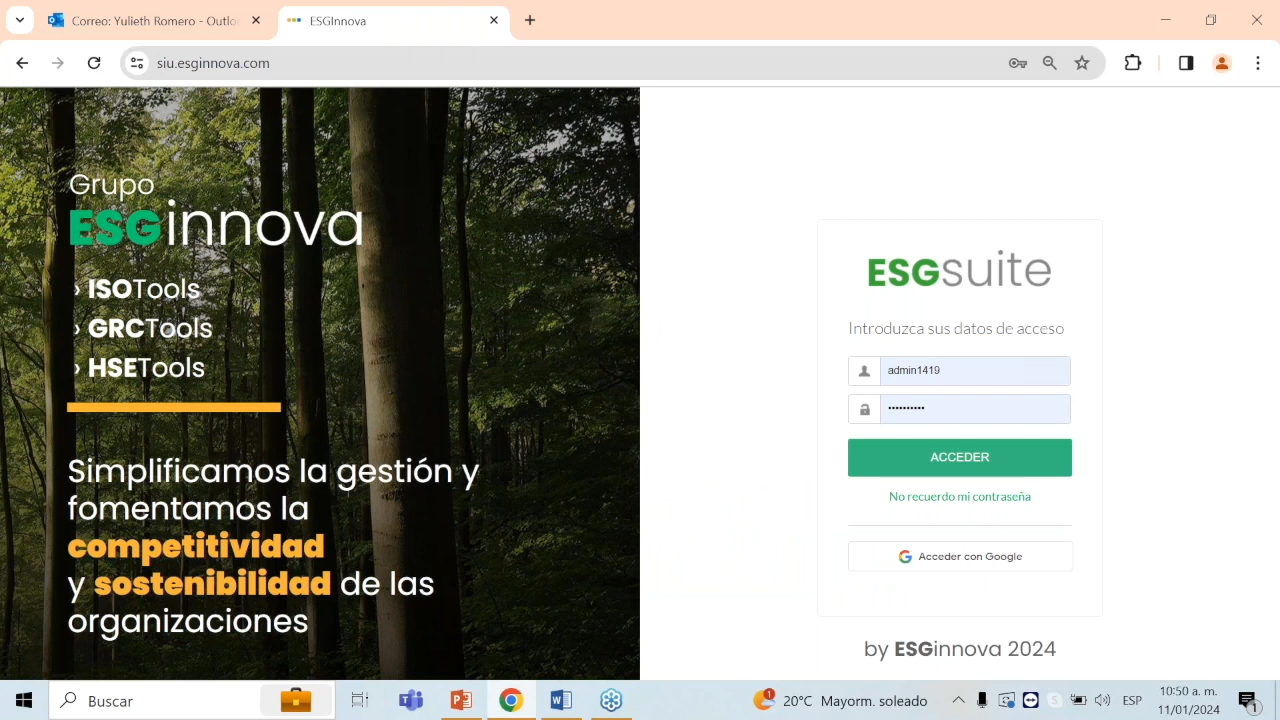 Correo: Yulieth Romero - Outlo
ESGInnova
siu.esginnova.com
Grupo
ESGinnova
› ISOTools
› GRCTools
› HSETools
Simplificamos la gestión y
fomentamos la
competitividad
y sostenibilidad de las
organizaciones
ESGsuite
Introduzca sus datos de acceso
admin1419
••••••••••
ACCEDER
No recuerdo mi contraseña
Acceder con Google
by ESGinnova 2024
Buscar
1
20°C Mayorm. soleado
ESP
10:50 a. m.
11/01/2024
1